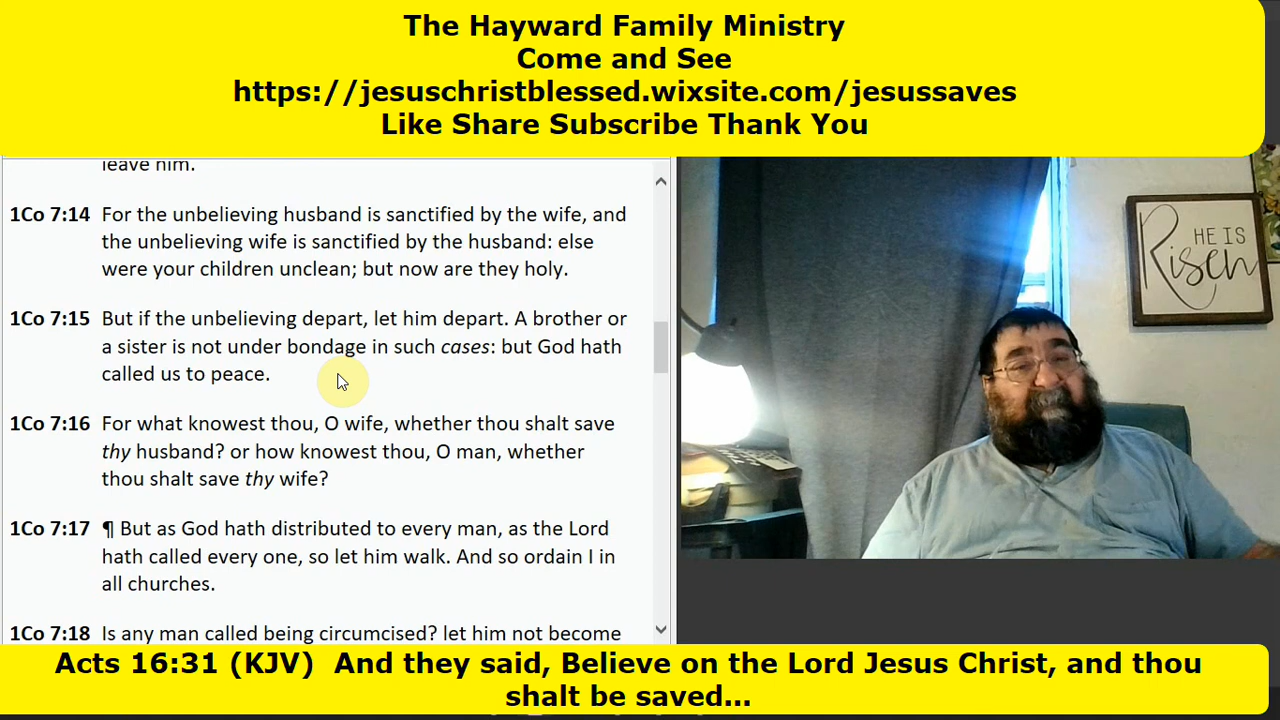 The Hayward Family Ministry
Come and See
https://jesuschristblessed.wixsite.com/jesussaves
Like Share Subscribe Thank You
leave him.
1Co 7:14 For the unbelieving husband is sanctified by the wife, and
the unbelieving wife is sanctified by the husband: else
were your children unclean; but now are they holy.
1Co 7:15 But if the unbelieving depart, let him depart. A brother or
a sister is not under bondage in such cases: but God hath
called us to peace.
1Co 7:16 For what knowest thou, O wife, whether thou shalt save
thy husband? or how knowest thou, O man, whether
thou shalt save thy wife?
1Co 7:17 ¶ But as God hath distributed to every man, as the Lord
hath called every one, so let him walk. And so ordain I in
all churches.
1Co 7:18 Is any man called being circumcised? let him not become
HE IS
Risen
Acts 16:31 (KJV) And they said, Believe on the Lord Jesus Christ, and thou
shalt be saved...